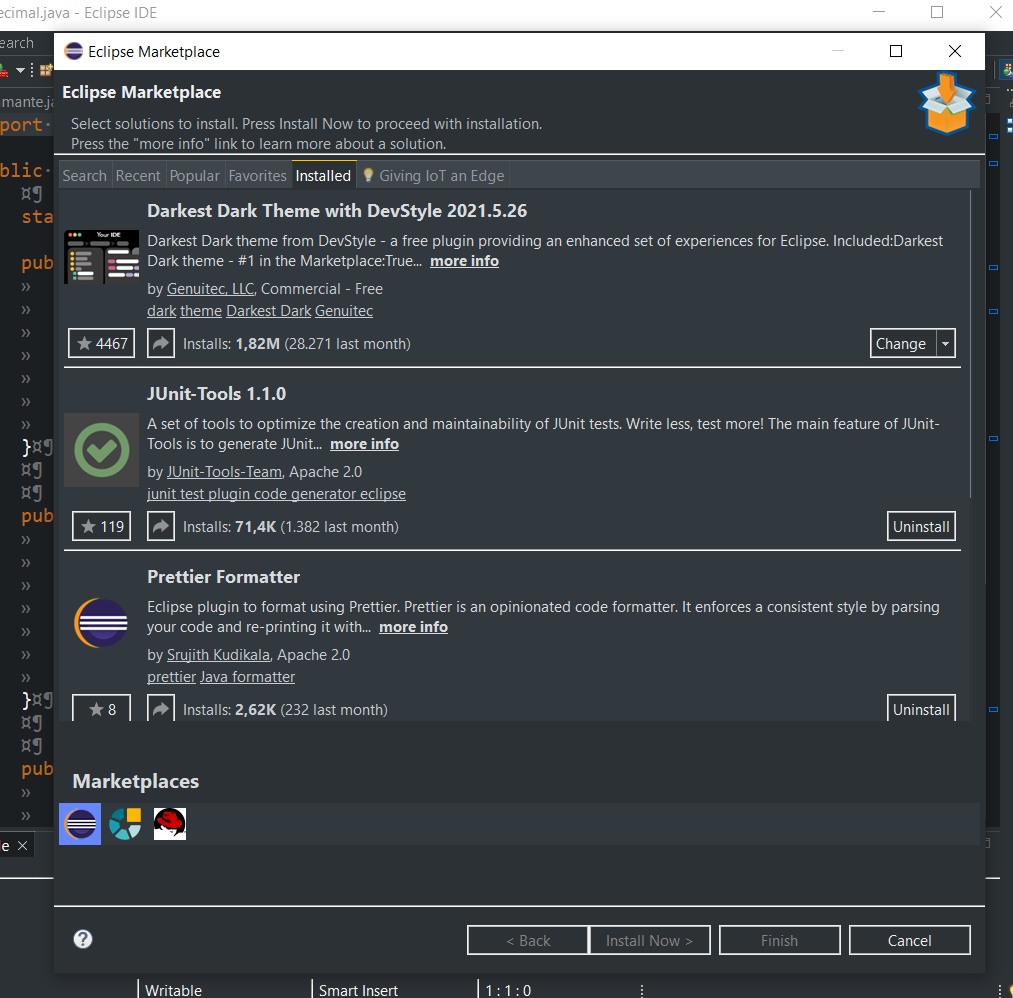 ecimal.java - Eclipse IDE
earch
Eclipse Marketplace
Eclipse Marketplace
Select solutions to install. Press Install Now to proceed with installation.
Press the "more info" link to learn more about a solution.
Search Recent Popular Favorites Installed Giving IoT an Edge
Darkest Dark Theme with DevStyle 2021.5.26
Your IDE
Darkest Dark theme from DevStyle - a free plugin providing an enhanced set of experiences for Eclipse. Included:Darkest
Dark theme - #1 in the Marketplace:True... more info
by Genuitec, LLC, Commercial - Free
dark theme Darkest Dark Genuitec
4467 Installs: 1,82M (28.271 last month) Change
JUnit-Tools 1.1.0
A set of tools to optimize the creation and maintainability of JUnit tests. Write less, test more! The main feature of JUnit-
Tools is to generate JUnit... more info
by JUnit-Tools-Team, Apache 2.0
junit test plugin code generator eclipse
119 Installs: 71,4K (1.382 last month) Uninstall
Prettier Formatter
Eclipse plugin to format using Prettier. Prettier is an opinionated code formatter. It enforces a consistent style by parsing
your code and re-printing it with... more info
by Srujith Kudikala, Apache 2.0
prettier Java formatter
8 Installs: 2,62K (232 last month) Uninstall
Marketplaces
< Back Install Now > Finish Cancel
mante.ja
port·
blic·
¤¶
sta
pub
»
»
»
»
»
»
»
}¤¶
¤¶
¤¶
pub
»
»
»
»
»
»
»
}¤¶
¤¶
¤¶
pub
»
»
le
Writable Smart Insert 1 : 1 : 0